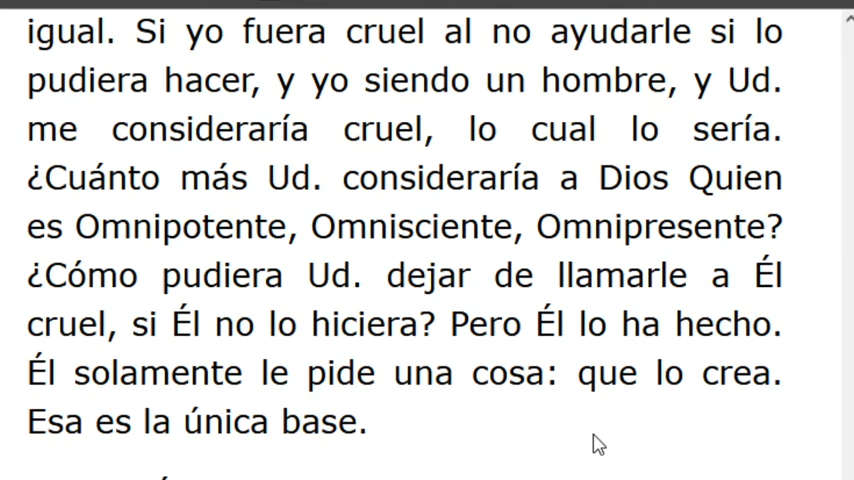 igual. Si yo fuera cruel al no ayudarle si lo
pudiera hacer, y yo siendo un hombre, y Ud.
me consideraría cruel, lo cual lo sería.
¿Cuánto más Ud. consideraría a Dios Quien
es Omnipotente, Omnisciente, Omnipresente?
¿Cómo pudiera Ud. dejar de llamarle a Él
cruel, si Él no lo hiciera? Pero Él lo ha hecho.
Él solamente le pide una cosa: que lo crea.
Esa es la única base.